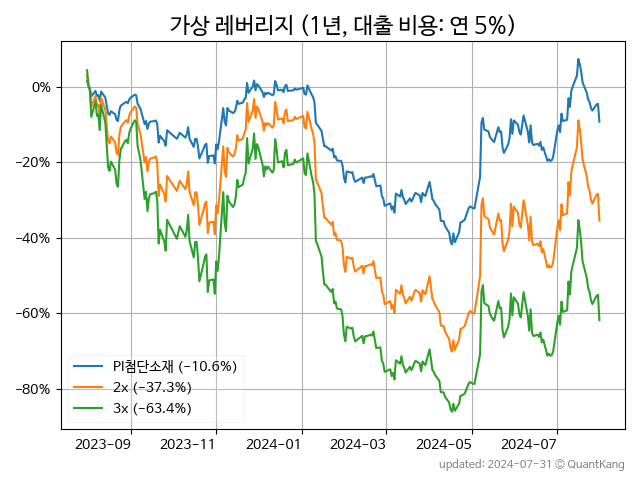 가상 레버리지 (1년, 대출 비용: 연 5%)
0%
−20%
−40%
−60%
−80%
PI첨단소재 (−10.6%)
2x (−37.3%)
3x (−63.4%)
2023-09 2023-11 2024-01 2024-03 2024-05 2024-07
updated: 2024-07-31 © QuantKang